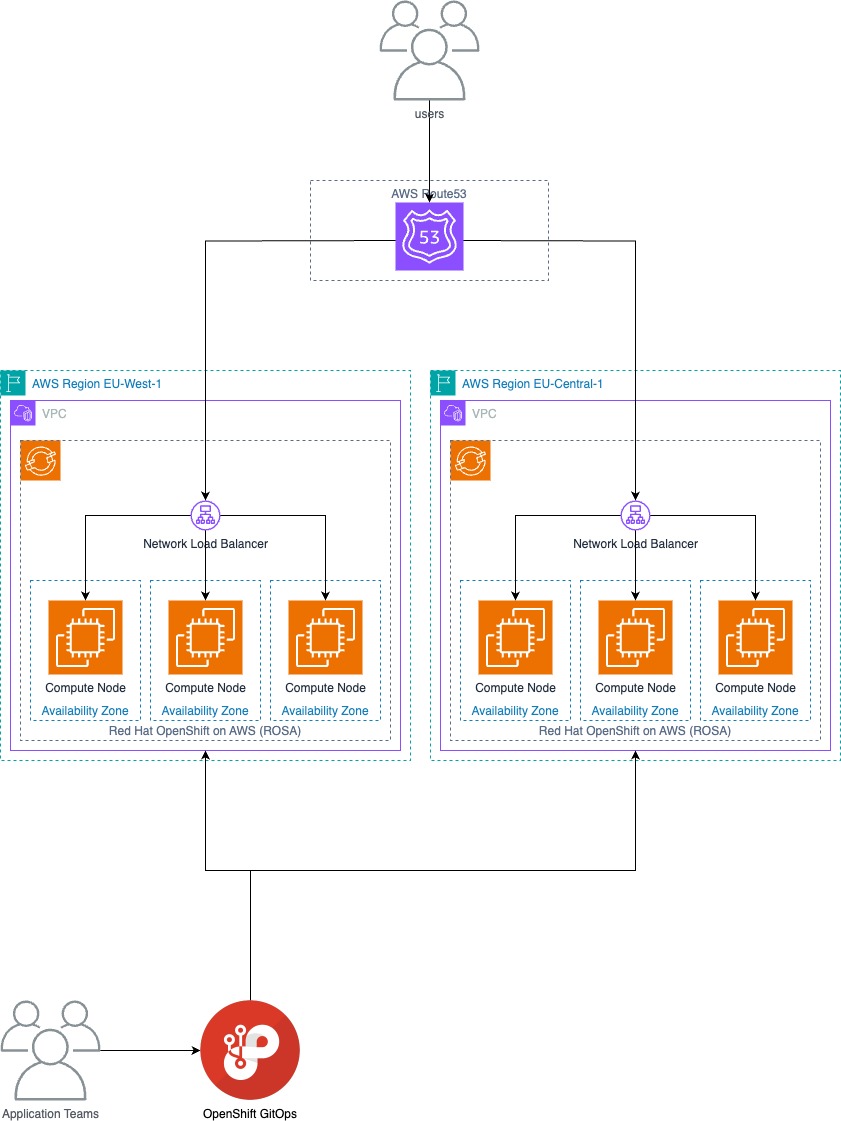 users
AWS Route53
53
AWS Region EU-West-1
AWS Region EU-Central-1
VPC
VPC
Network Load Balancer
Network Load Balancer
Compute Node
Compute Node
Compute Node
Compute Node
Compute Node
Compute Node
Availability Zone
Availability Zone
Availability Zone
Availability Zone
Availability Zone
Availability Zone
Red Hat OpenShift on AWS (ROSA)
Red Hat OpenShift on AWS (ROSA)
Application Teams
OpenShift GitOps